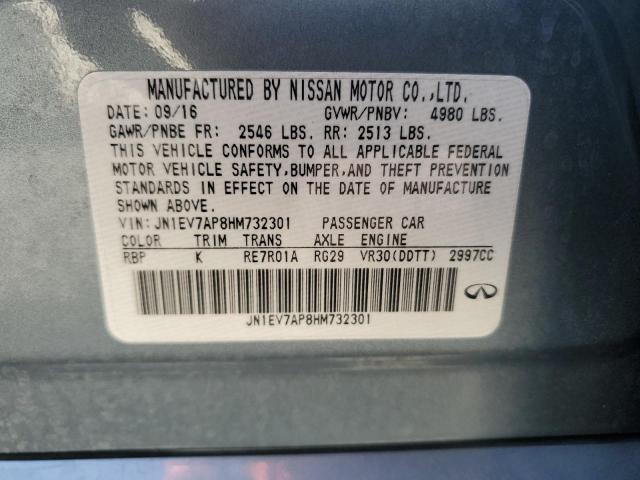 MANUFACTURED BY NISSAN MOTOR CO.,LTD.
DATE: 09/16 GVWR/PNBV: 4980 LBS.
GAWR/PNBE FR: 2546 LBS. RR: 2513 LBS.
THIS VEHICLE CONFORMS TO ALL APPLICABLE FEDERAL
MOTOR VEHICLE SAFETY,BUMPER,AND THEFT PREVENTION
STANDARDS IN EFFECT ON THE DATE OF MANUFACTURE
SHOWN ABOVE.
VIN: JN1EV7AP8HM732301 PASSENGER CAR
COLOR TRIM TRANS AXLE ENGINE
RBP K RE7R01A RG29 VR30(DDTT) 2997CC
JN1EV7AP8HM732301